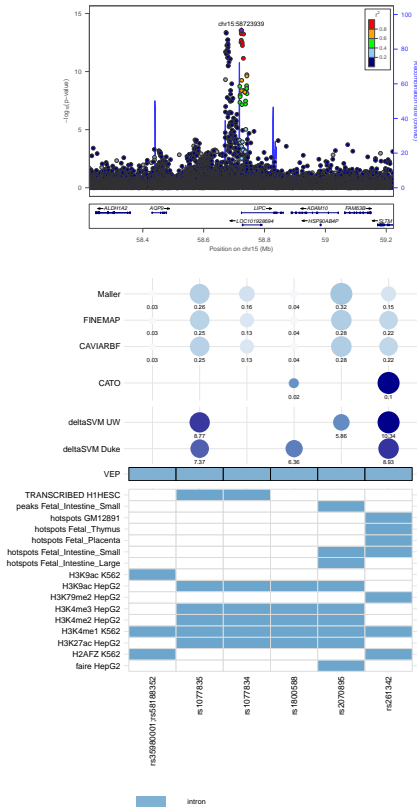 chr15:58723939
15
10
5
0
−log10(p−value)
100
80
60
40
20
0
r²
0.8
0.6
0.4
0.2
ALDH1A2
AQP9
LIPC
ADAM10
FAM63B
LOC101928694
HSP90AB4P
SLTM
58.4
58.6
58.8
59
59.2
Position on chr15 (Mb)
Maller
0.03
0.26
0.16
0.04
0.32
0.15
FINEMAP
0.03
0.25
0.13
0.04
0.28
0.22
CAVIARBF
0.03
0.25
0.13
0.04
0.28
0.22
CATO
0.02
0.1
deltaSVM UW
8.77
5.86
10.34
deltaSVM Duke
7.37
6.36
8.93
VEP
TRANSCRIBED H1HESC
peaks Fetal_Intestine_Small
hotspots GM12891
hotspots Fetal_Thymus
hotspots Fetal_Placenta
hotspots Fetal_Intestine_Small
hotspots Fetal_Intestine_Large
H3K9ac K562
H3K9ac HepG2
H3K79me2 HepG2
H3K4me3 HepG2
H3K4me2 HepG2
H3K4me1 K562
H3K27ac HepG2
H2AFZ K562
faire HepG2
rs35980001;rs58188352
rs1077835
rs1077834
rs1800588
rs2070895
rs261342
intron